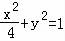 x²/4 + y² = 1